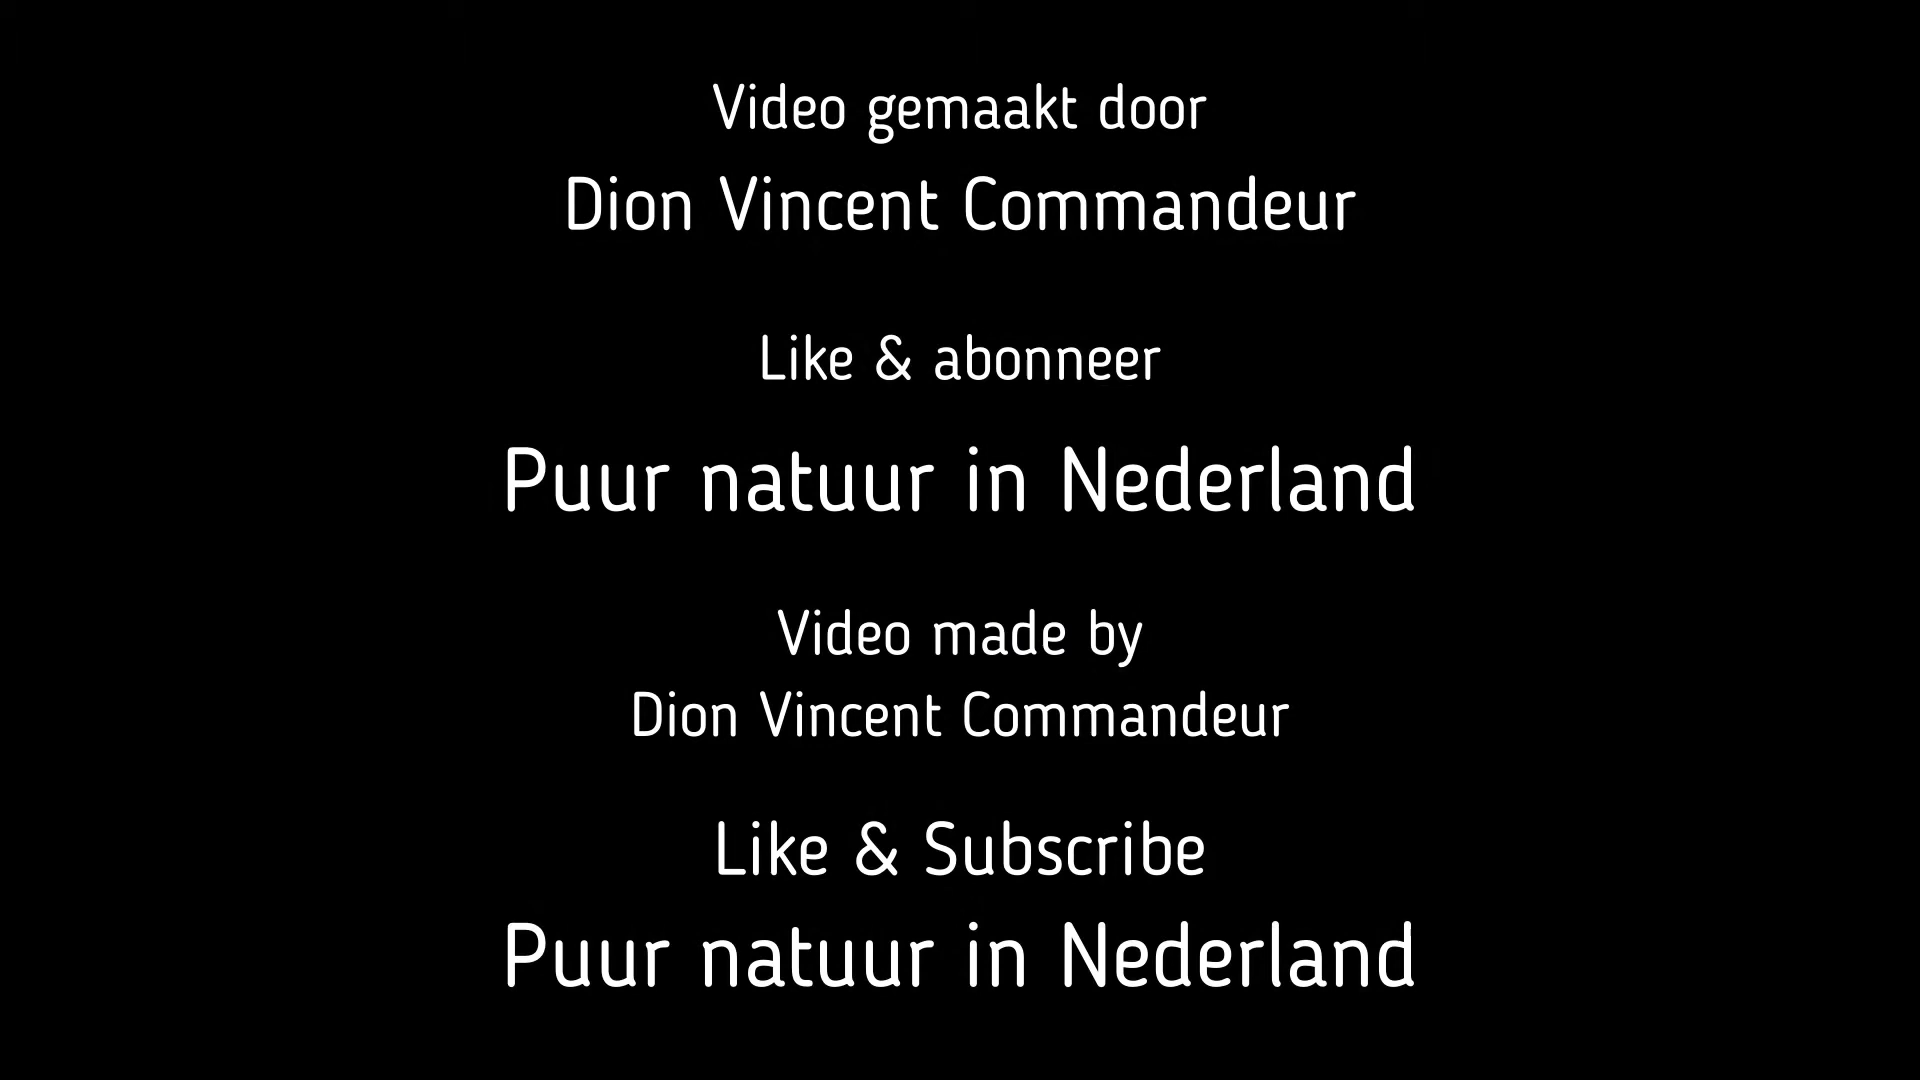 Video gemaakt door
Dion Vincent Commandeur
Like & abonneer
Puur natuur in Nederland
Video made by
Dion Vincent Commandeur
Like & Subscribe
Puur natuur in Nederland